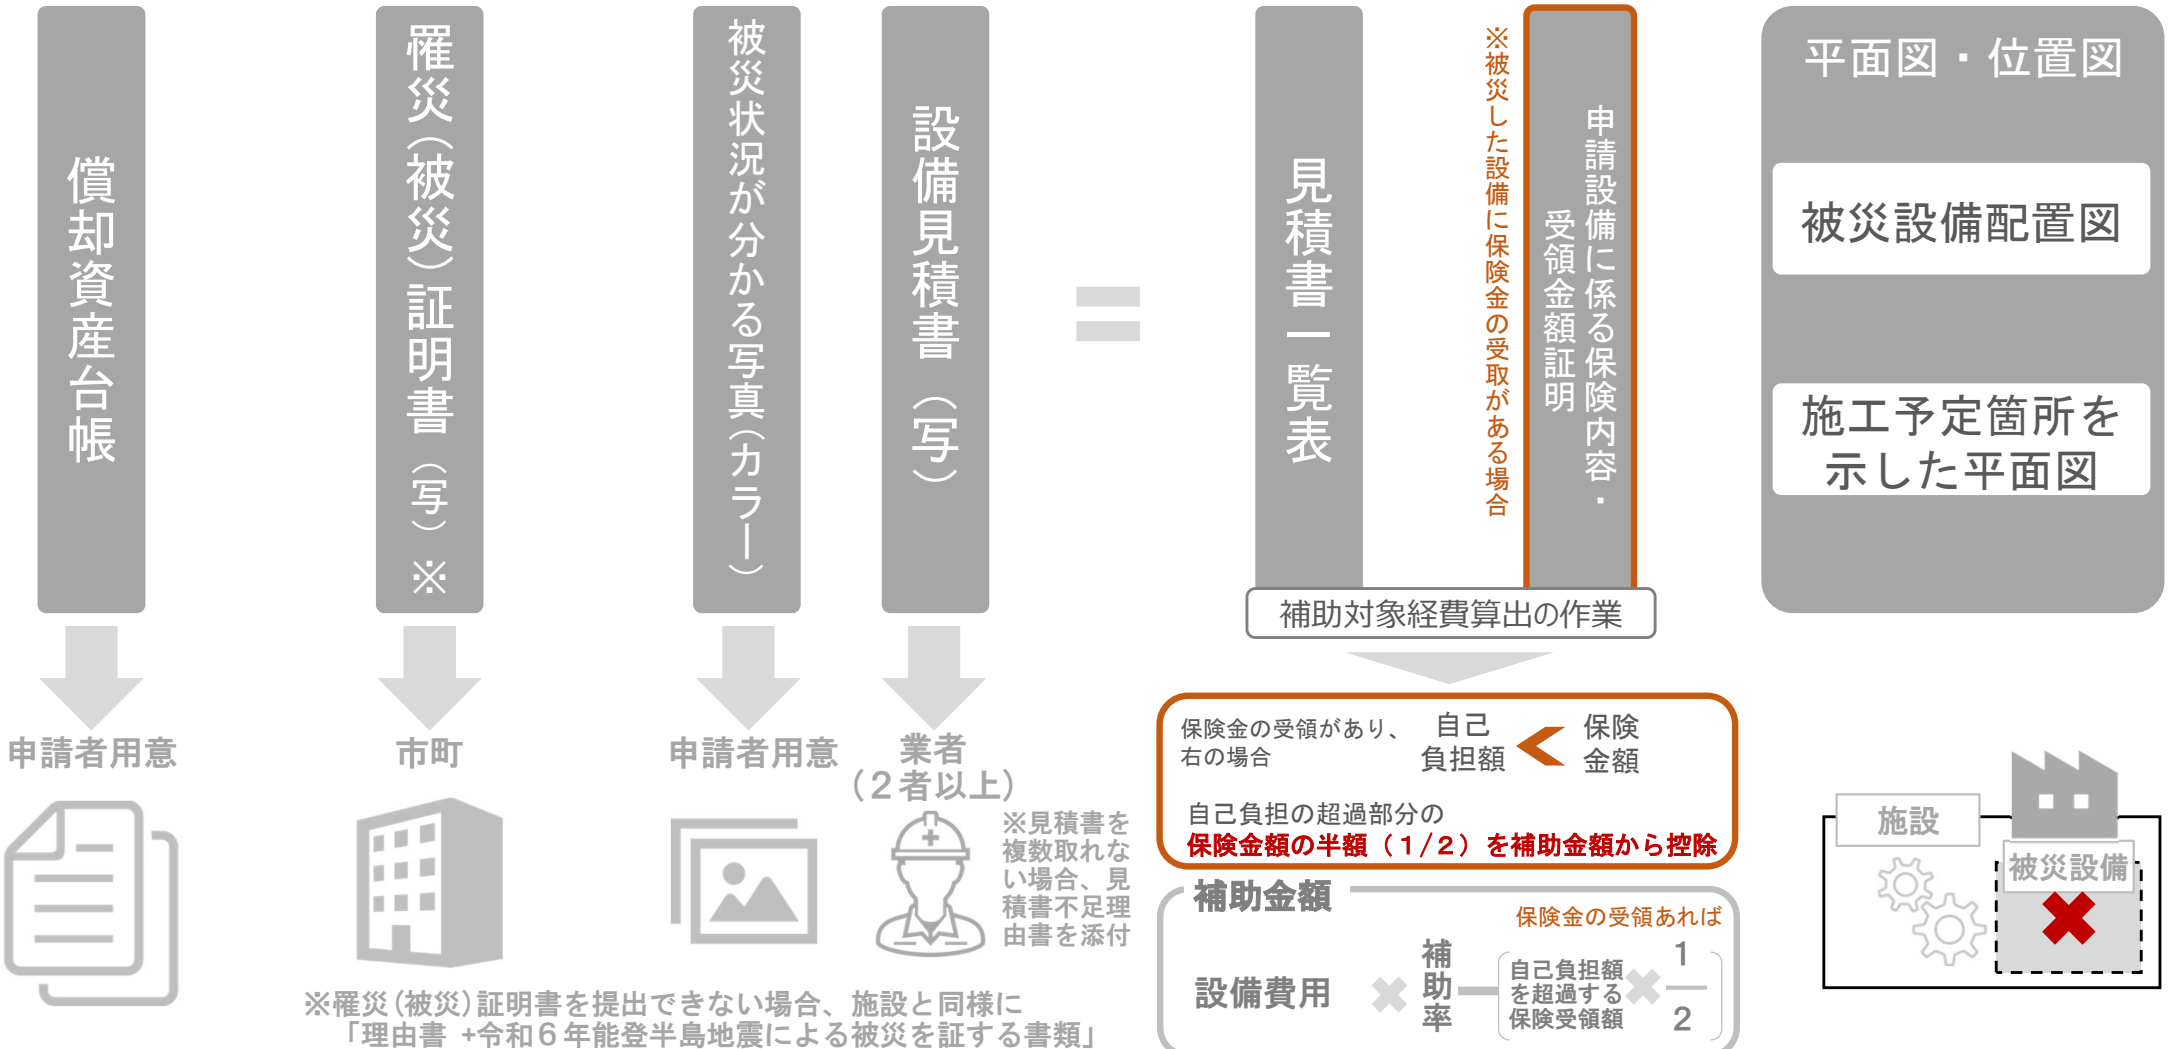 償却資産台帳
罹災(被災)証明書(写)※
被災状況が分かる写真(カラー)
設備見積書(写)
＝
見積書一覧表
※被災した設備に保険金の受取がある場合
申請設備に係る保険内容・
受領金額証明
平面図・位置図
被災設備配置図
施工予定箇所を
示した平面図
補助対象経費算出の作業
申請者用意
市町
申請者用意
業者
(２者以上)
※見積書を
複数取れな
い場合、見
積書不足理
由書を添付
保険金の受領があり、
右の場合
自己
負担額
＜
保険
金額
自己負担の超過部分の
保険金額の半額（１/２）を補助金額から控除
補助金額
保険金の受領あれば
設備費用
×
補助率
ー
自己負担額
を超過する
保険受領額
×
1
2
施設
被災設備
※罹災(被災)証明書を提出できない場合、施設と同様に
「理由書 +令和６年能登半島地震による被災を証する書類」